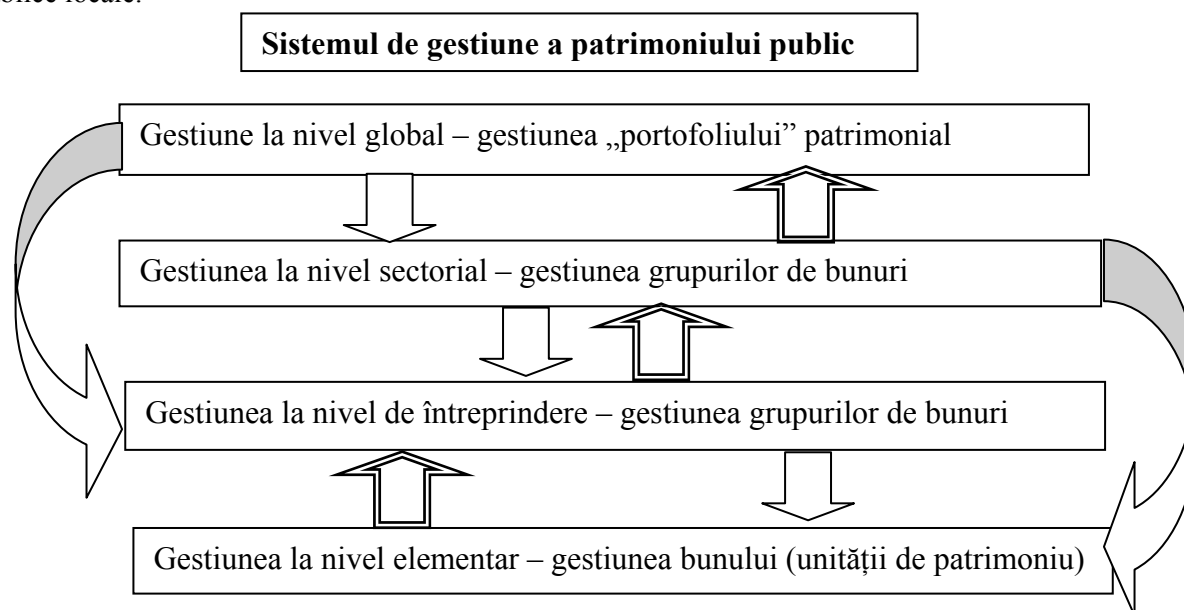 Sistemul de gestiune a patrimoniului public
Gestiune la nivel global – gestiunea „portofoliului” patrimonial
Gestiunea la nivel sectorial – gestiunea grupurilor de bunuri
Gestiunea la nivel de întreprindere – gestiunea grupurilor de bunuri
Gestiunea la nivel elementar – gestiunea bunului (unității de patrimoniu)